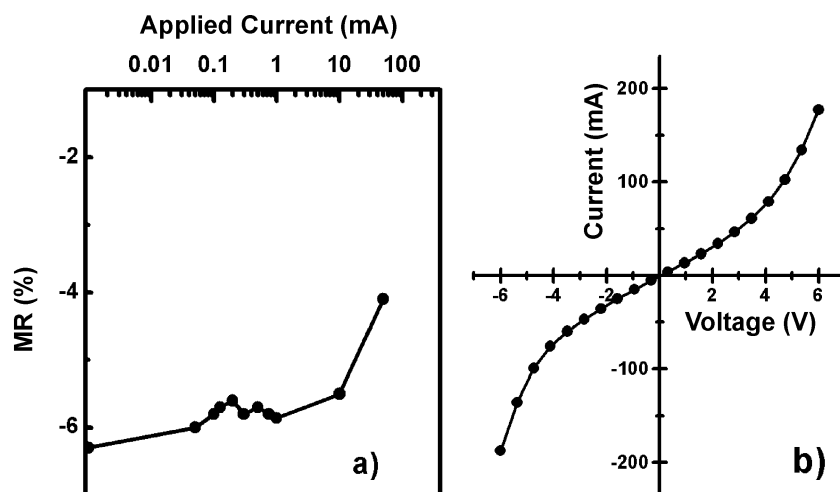 Applied Current (mA)
0.01 0.1 1 10 100
-2
-4
-6
MR (%)
a)
Current (mA)
200
100
-6 -4 -2 2 4 6
Voltage (V)
-100
-200
b)